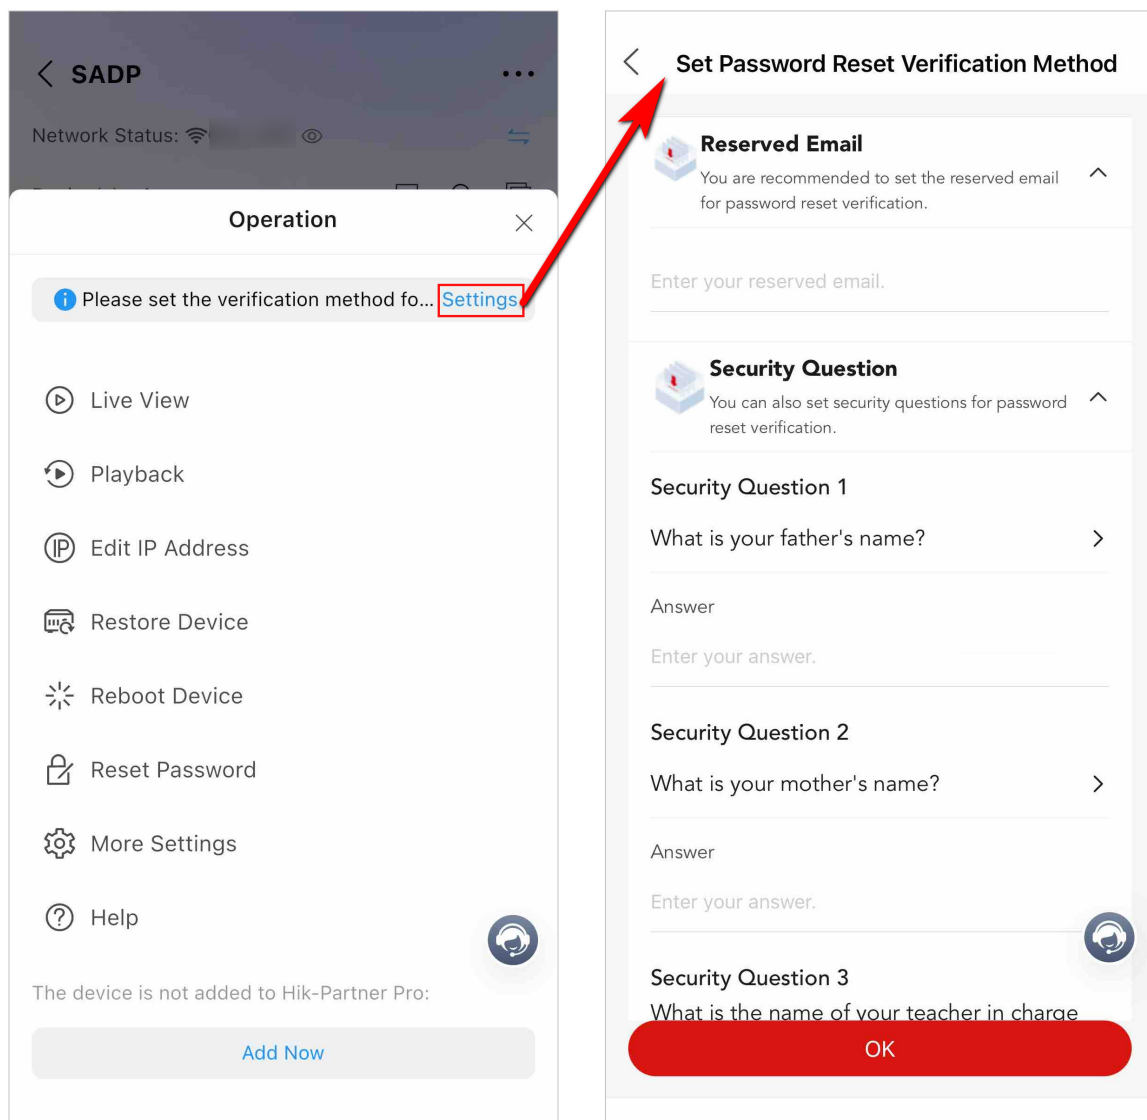 SADP
Network Status:
Operation
Please set the verification method fo... Settings
Live View
Playback
Edit IP Address
Restore Device
Reboot Device
Reset Password
More Settings
Help
The device is not added to Hik-Partner Pro:
Add Now
Set Password Reset Verification Method
Reserved Email
You are recommended to set the reserved email
for password reset verification.
Enter your reserved email.
Security Question
You can also set security questions for password
reset verification.
Security Question 1
What is your father's name?
Answer
Enter your answer.
Security Question 2
What is your mother's name?
Answer
Enter your answer.
Security Question 3
What is the name of your teacher in charge
OK